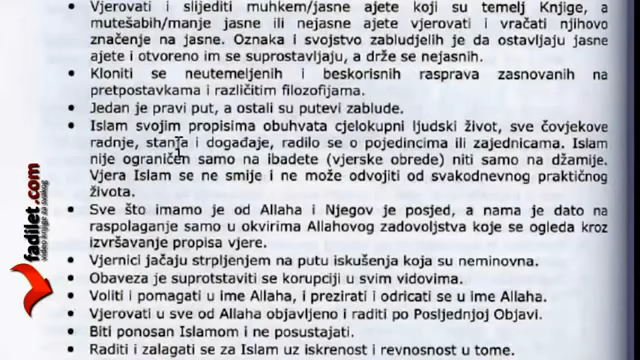 • Vjerovati i slijediti muhkem/jasne ajete koji su temelj Knjige, a
mutešabih/manje jasne ili nejasne ajete vjerovati i vraćati njihovo
značenje na jasne. Oznaka i svojstvo zabludjelih je da ostavljaju jasne
ajete i otvoreno im se suprostavljaju, a drže se nejasnih.
• Kloniti se neutemeljenih i beskorisnih rasprava zasnovanih na
pretpostavkama i različitim filozofijama.
• Jedan je pravi put, a ostali su putevi zablude.
• Islam svojim propisima obuhvata cjelokupni ljudski život, sve čovjekove
radnje, stanja i događaje, radilo se o pojedincima ili zajednicama. Islam
nije ograničen samo na ibadete (vjerske obrede) niti samo na džamije.
Vjera Islam se ne smije i ne može odvojiti od svakodnevnog praktičnog
života.
• Sve što imamo je od Allaha i Njegov je posjed, a nama je dato na
raspolaganje samo u okvirima Allahovog zadovoljstva koje se ogleda kroz
izvršavanje propisa vjere.
• Vjernici jačaju strpljenjem na putu iskušenja koja su neminovna.
• Obaveza je suprotstaviti se korupciji u svim vidovima.
• Voliti i pomagati u ime Allaha, i prezirati i odricati se u ime Allaha.
• Vjerovati u sve od Allaha objavljeno i raditi po Posljednjoj Objavi.
• Biti ponosan Islamom i ne posustajati.
• Raditi i zalagati se za Islam uz iskrenost i revnosnost u tome.
fadilet.com